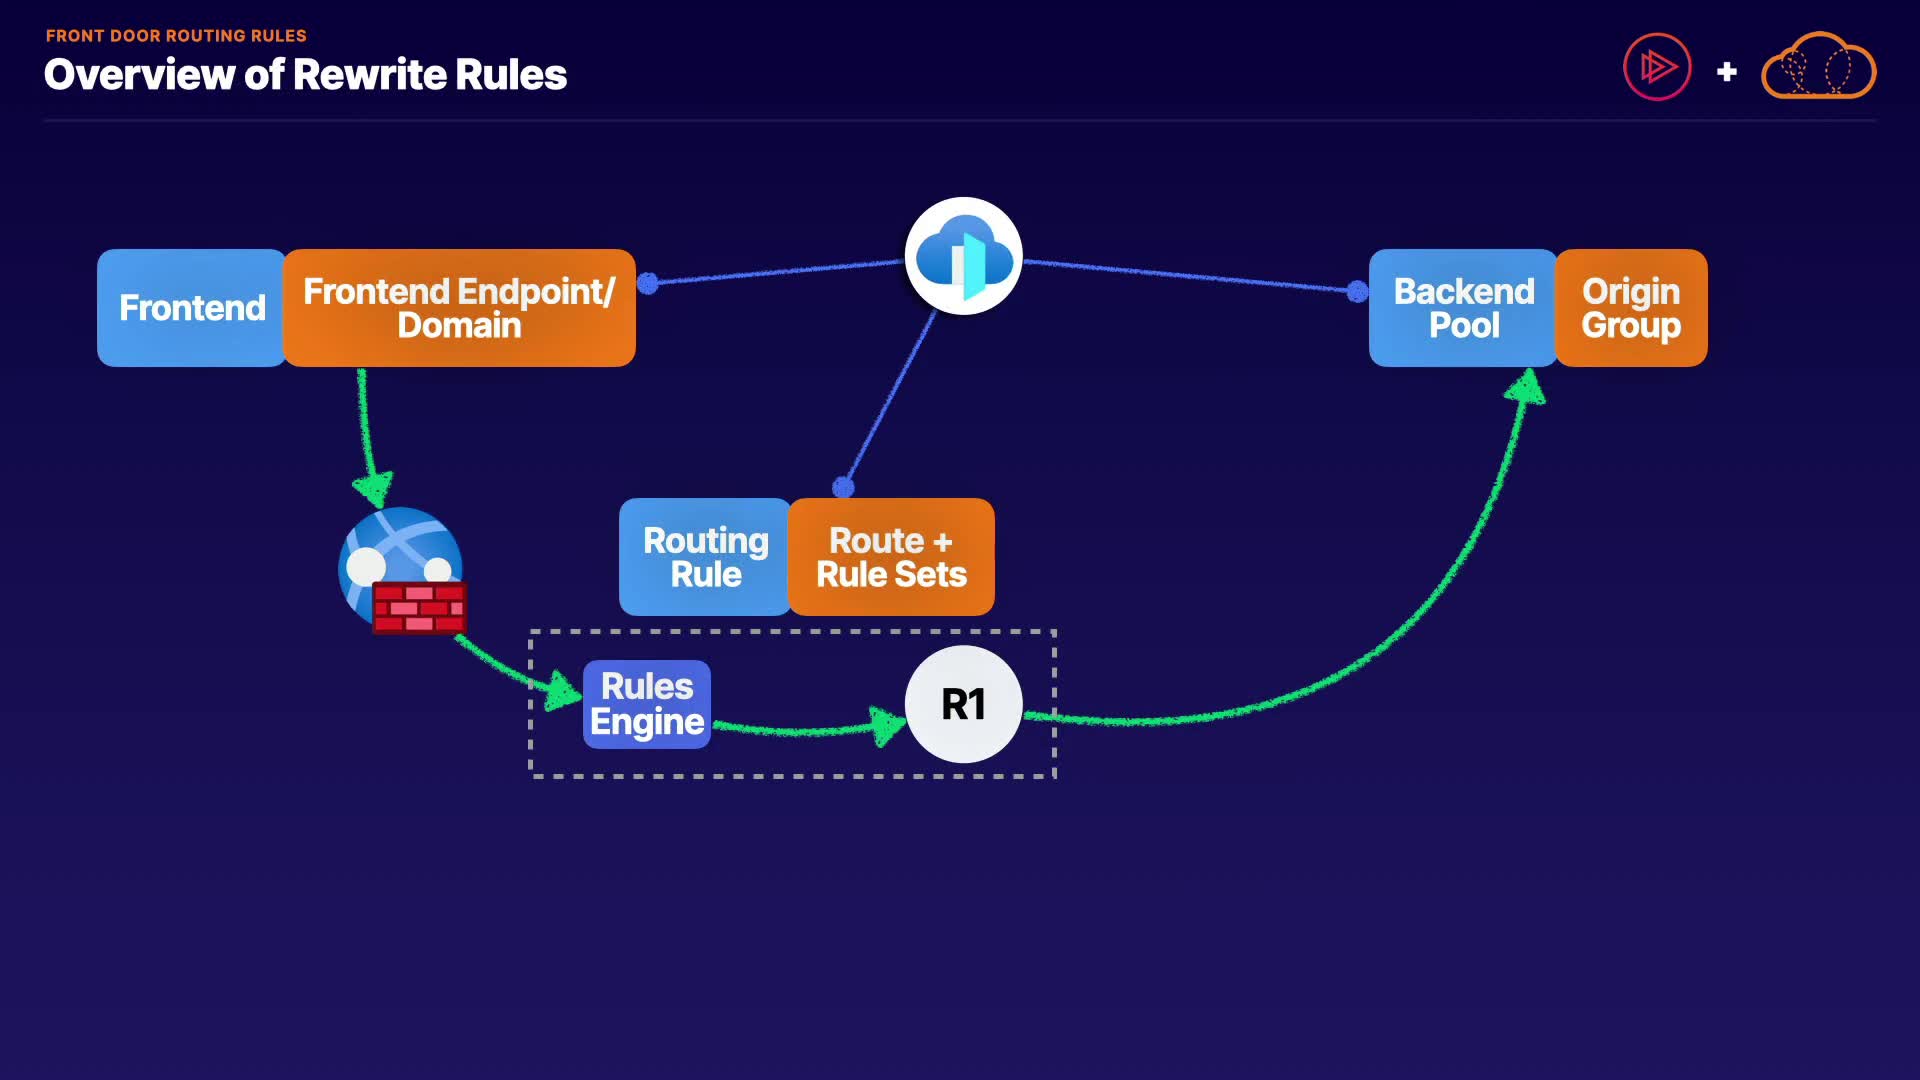 FRONT DOOR ROUTING RULES
Overview of Rewrite Rules
+
Frontend
Frontend Endpoint/
Domain
Backend
Pool
Origin
Group
Routing
Rule
Route +
Rule Sets
Rules
Engine
R1